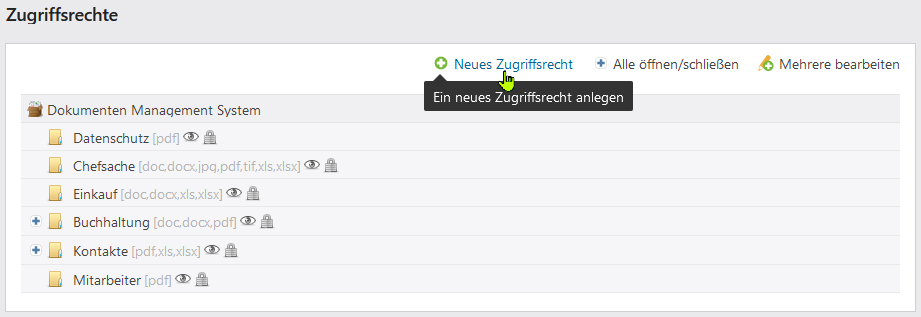 Zugriffsrechte
Neues Zugriffsrecht Alle öffnen/schließen Mehrere bearbeiten
Ein neues Zugriffsrecht anlegen
Dokumenten Management System
Datenschutz [pdf]
Chefsache [doc,docx,jpq,pdf,tif,xls,xlsx]
Einkauf [doc,docx,xls,xlsx]
Buchhaltung [doc,docx,pdf]
Kontakte [pdf,xls,xlsx]
Mitarbeiter [pdf]